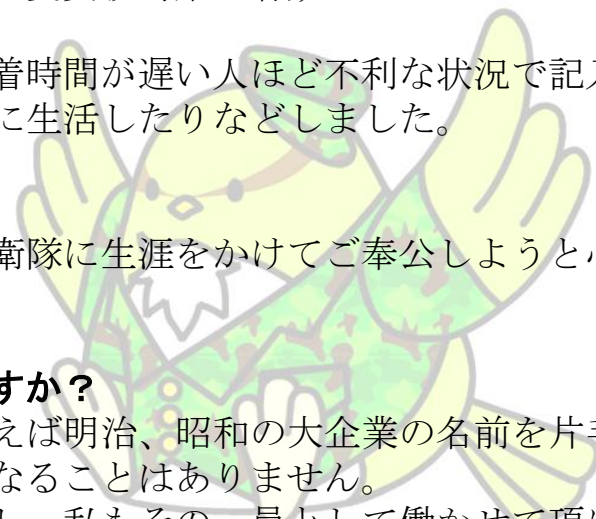 着時間が遅い人ほど不利な状況で記
に生活したりなどしました。
衛隊に生涯をかけてご奉公しようと
すか？
えば明治、昭和の大企業の名前を片
なることはありません。
私もその一員として働かせて頂